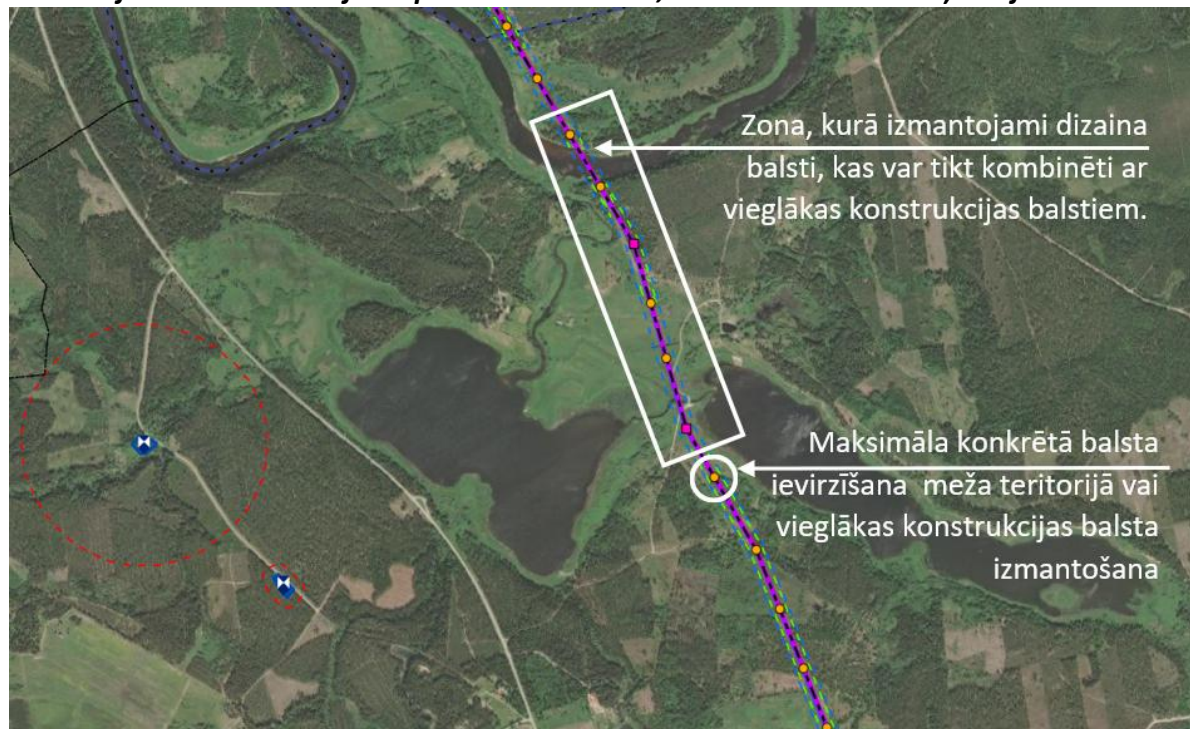 Zona, kurā izmantojami dizaina
balsti, kas var tikt kombinēti ar
vieglākas konstrukcijas balstiem.
Maksimāla konkrētā balsta
ievirzīšana meža teritorijā vai
vieglākas konstrukcijas balsta
izmantošana